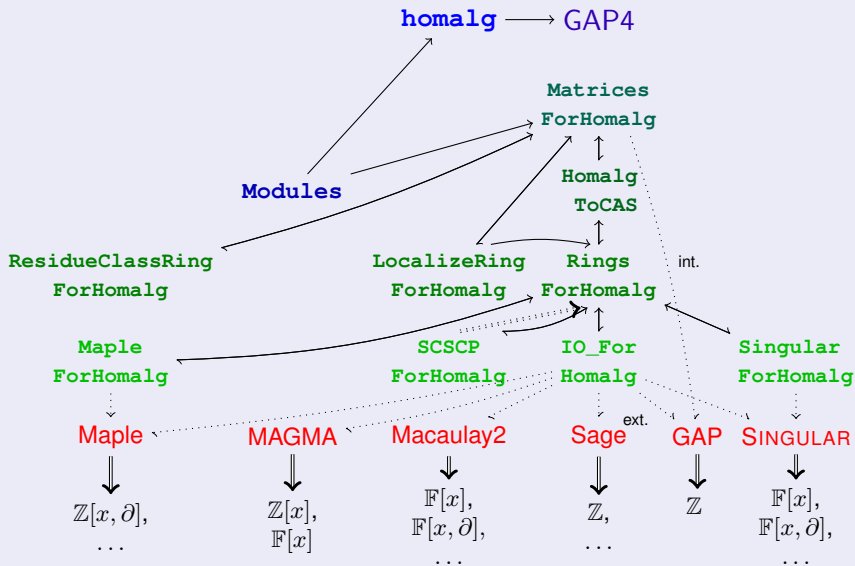 homalg GAP4
Matrices
ForHomalg
Homalg
ToCAS
Modules
ResidueClassRing
ForHomalg
LocalizeRing
ForHomalg
Rings
ForHomalg
int.
Maple
ForHomalg
SCSCP
ForHomalg
IO_For
Homalg
Singular
ForHomalg
ext.
Maple MAGMA Macaulay2 Sage GAP SINGULAR
ℤ[x, ∂],
...
ℤ[x],
𝔽[x]
𝔽[x],
𝔽[x, ∂],
...
ℤ,
...
ℤ
𝔽[x],
𝔽[x, ∂],
...